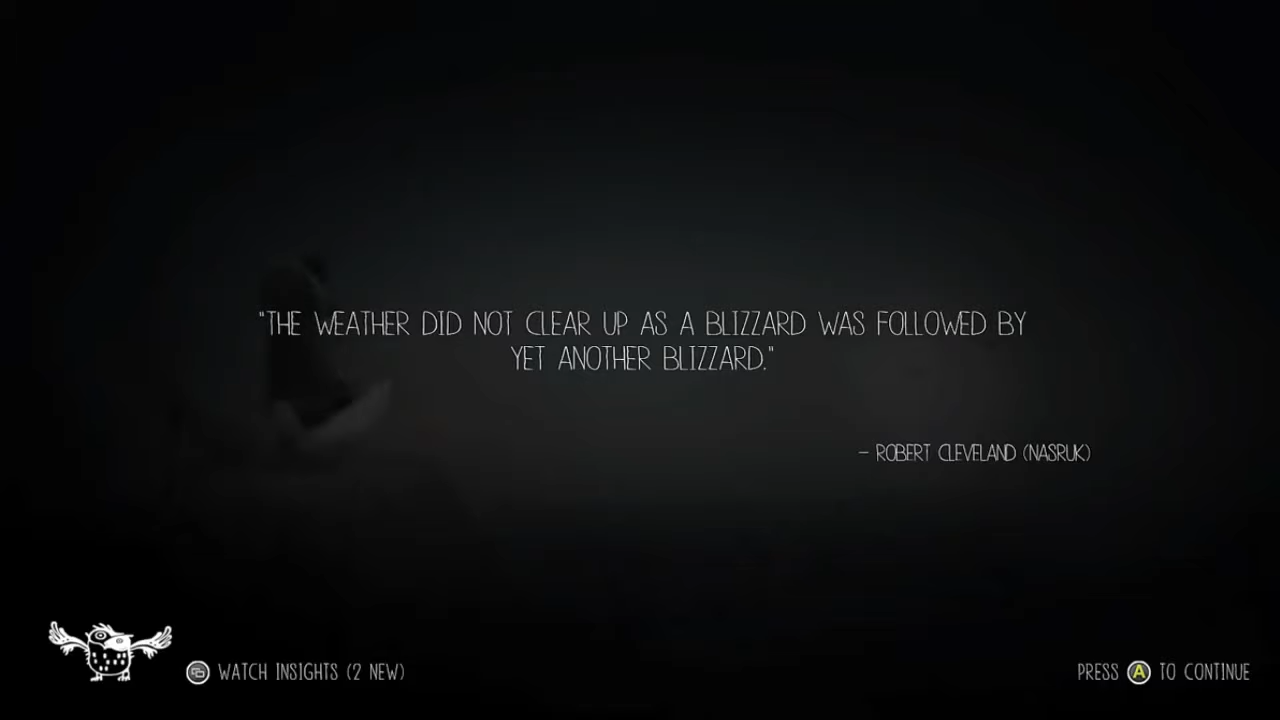 "THE WEATHER DID NOT CLEAR UP AS A BLIZZARD WAS FOLLOWED BY
YET ANOTHER BLIZZARD."
– ROBERT CLEVELAND (NASRUK)
WATCH INSIGHTS (2 NEW)
PRESS A TO CONTINUE